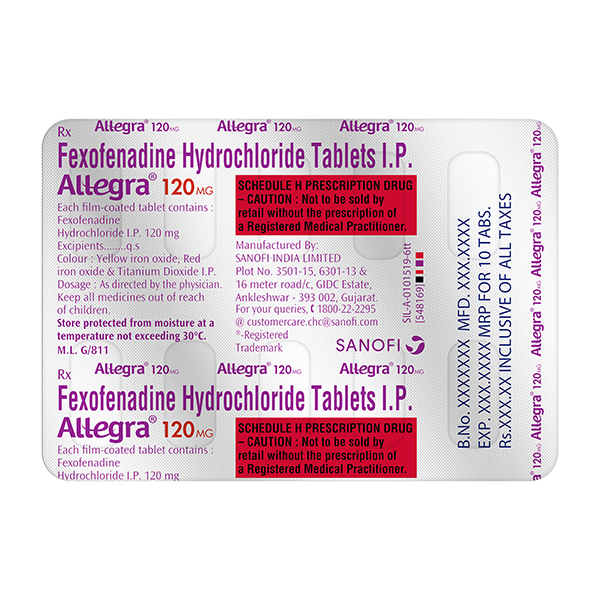 Rx
Allegra® 120MG Allegra® 120MG Allegra® 120MG
Fexofenadine Hydrochloride Tablets I.P.
Allegra® 120 MG
Each film-coated tablet contains :
Fexofenadine
Hydrochloride I.P. 120 mg
Excipients.......q.s
Colour : Yellow iron oxide, Red
iron oxide & Titanium Dioxide I.P.
Dosage : As directed by the physician.
Keep all medicines out of reach
of children.
Store protected from moisture at a
temperature not exceeding 30°C.
M.L. G/811
SCHEDULE H PRESCRIPTION DRUG
– CAUTION : Not to be sold by
retail without the prescription of
a Registered Medical Practitioner.
Manufactured By:
SANOFI INDIA LIMITED
Plot No. 3501-15, 6301-13 &
16 meter road/c, GIDC Estate,
Ankleshwar - 393 002, Gujarat.
For your queries, 1800-22-2295
@ customercare.chc@sanofi.com
®-Registered
Trademark
SANOFI
SIL-A-0101519-6tt
[548169]
Rx
Allegra® 120MG Allegra® 120MG Allegra® 120MG
Fexofenadine Hydrochloride Tablets I.P.
Allegra® 120 MG
Each film-coated tablet contains :
Fexofenadine
Hydrochloride I.P. 120 mg
SCHEDULE H PRESCRIPTION DRUG
– CAUTION : Not to be sold by
retail without the prescription of
a Registered Medical Practitioner.
B.No. XXXXXXX MFD. XXX.XXXX
EXP. XXX.XXXX MRP FOR 10 TABS.
Rs.XXX.XX INCLUSIVE OF ALL TAXES
® 120MG Allegra® 120MG Allegra® 120MG Allegra® 120MG Allegra®